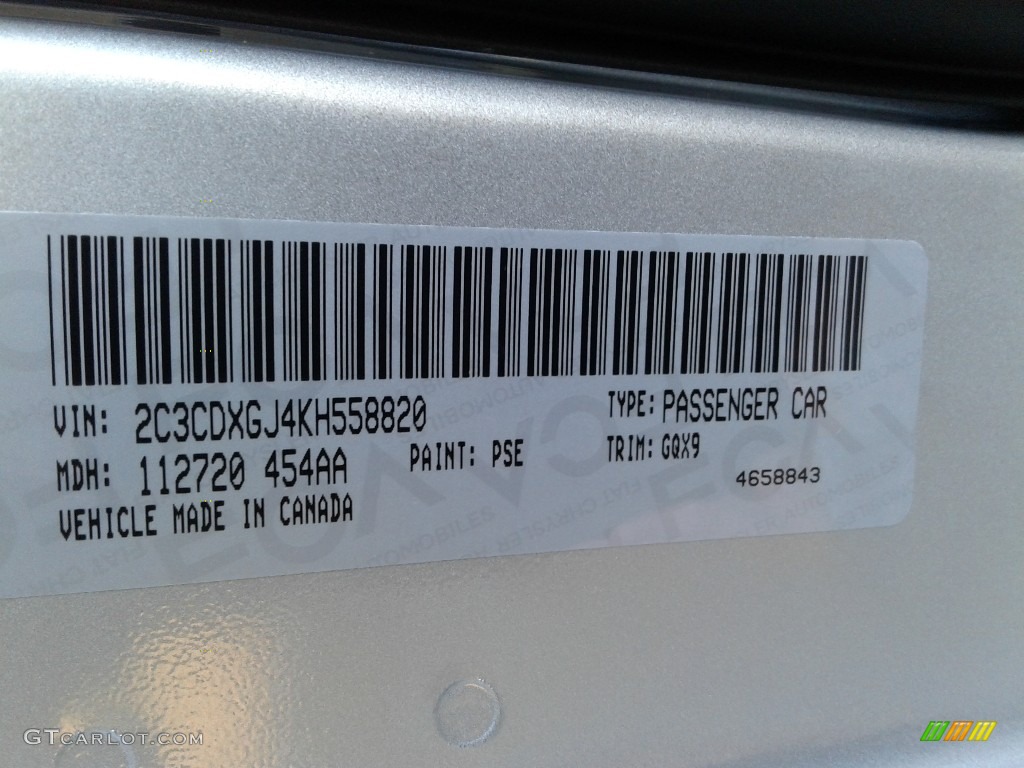 VIN: 2C3CDXGJ4KH558820 TYPE: PASSENGER CAR
MDH: 112720 454AA PAINT: PSE TRIM: GQX9
4658843
VEHICLE MADE IN CANADA
GTCARLOT.COM